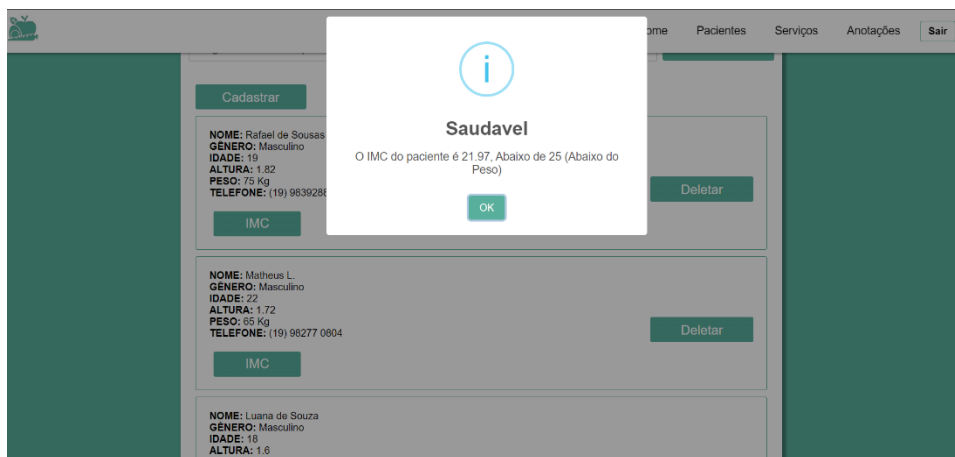 ome Pacientes Serviços Anotações Sair
Cadastrar
Saudavel
O IMC do paciente é 21.97, Abaixo de 25 (Abaixo do
Peso)
OK
NOME: Rafael de Sousas
GÊNERO: Masculino
IDADE: 19
ALTURA: 1.82
PESO: 75 Kg
TELEFONE: (19) 9839288
IMC
Deletar
NOME: Matheus L.
GÊNERO: Masculino
IDADE: 22
ALTURA: 1.72
PESO: 65 Kg
TELEFONE: (19) 98277 0804
IMC
Deletar
NOME: Luana de Souza
GÊNERO: Masculino
IDADE: 18
ALTURA: 1.6